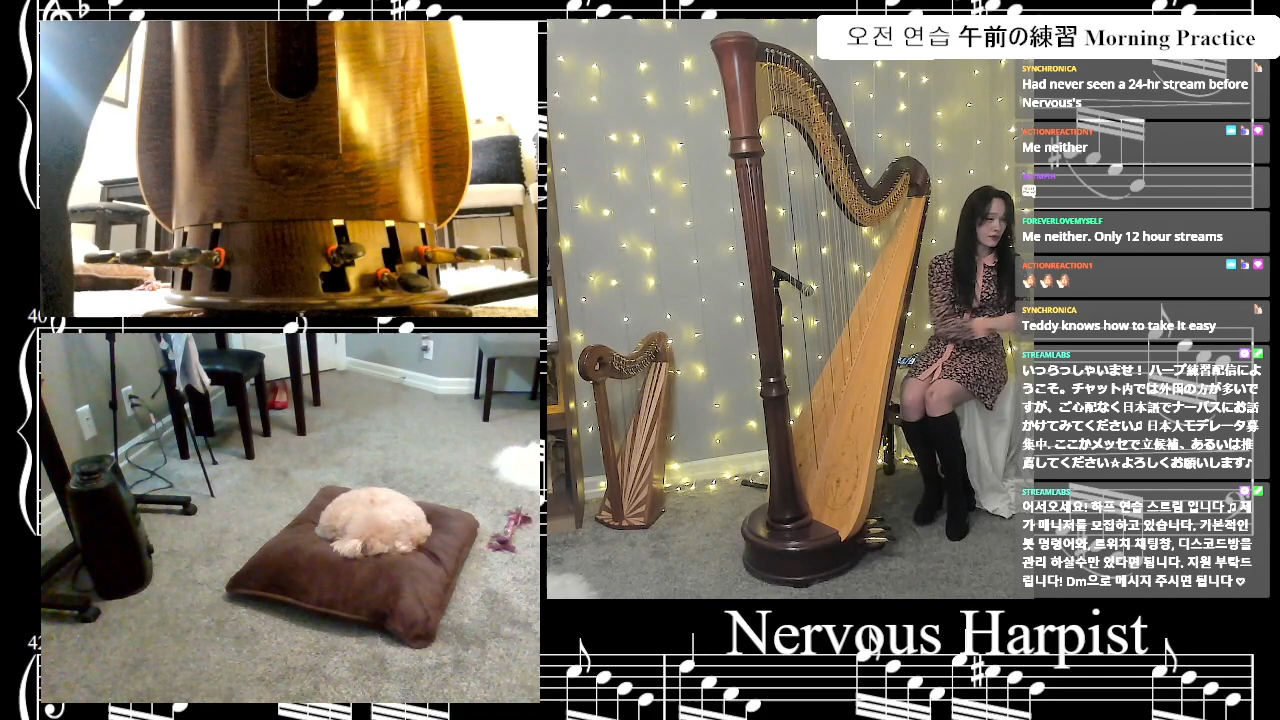 오전 연습 午前の練習 Morning Practice
SYNCHRONICA
Had never seen a 24-hr stream before
Nervous's
ACTIONREACTION1
Me neither
FOREVERLOVEMYSELF
Me neither. Only 12 hour streams
ACTIONREACTION1
SYNCHRONICA
Teddy knows how to take it easy
STREAMLABS
いらっしゃいませ！ ハープ練習配信によ
うこそ。チャット内では外国の方が多いで
すが、ご心配なく日本語でナーバスにお話
かけてみてください♫ 日本人モデレータ募
集中. ここかメッセで立候補、あるいは推
薦してください☆よろしくお願いします♪
STREAMLABS
어서오세요! 하프 연습 스트림 입니다 ♫ 제
가 매니저를 모집하고 있습니다. 기본적인
봇 명령어와, 트위치 채팅창, 디스코드방을
관리 하실수만 있다면 됩니다. 지원 부탁드
립니다! Dm으로 메시지 주시면 됩니다 ♡
40
42
Nervous Harpist